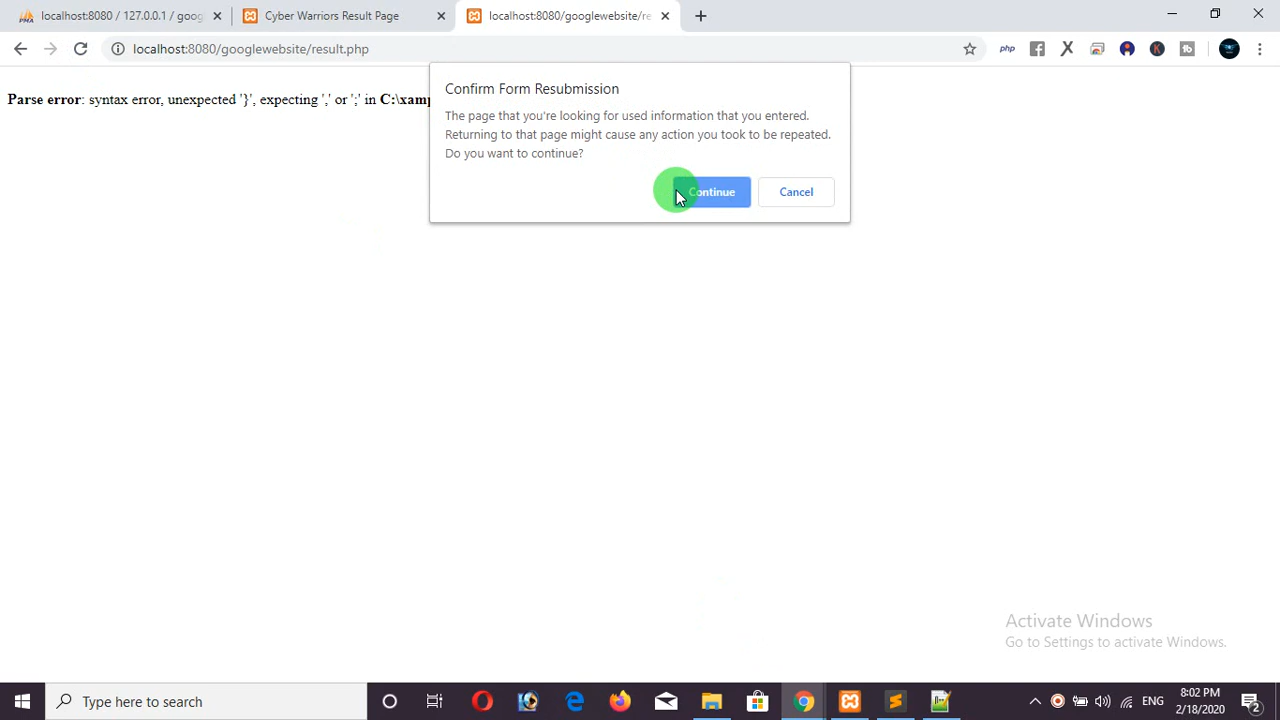 localhost:8080 / 127.0.0.1 / goog
Cyber Warriors Result Page
localhost:8080/googlewebsite/re
localhost:8080/googlewebsite/result.php
php
Confirm Form Resubmission
The page that you're looking for used information that you entered.
Returning to that page might cause any action you took to be repeated.
Do you want to continue?
Continue
Cancel
Parse error: syntax error, unexpected '}', expecting ',' or ';' in C:\xamp
Activate Windows
Go to Settings to activate Windows.
Type here to search
ENG
8:02 PM
2/18/2020
2